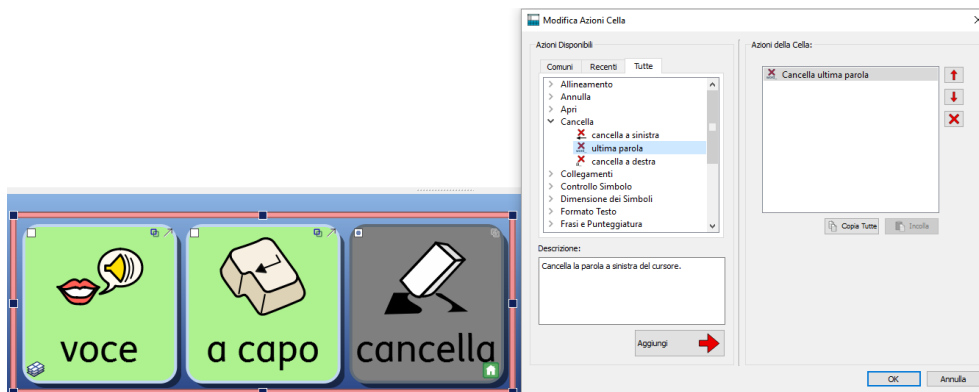 Modifica Azioni Cella
Azioni Disponibili
Comuni Recenti Tutte
Allineamento
Annulla
Apri
Cancella
cancella a sinistra
ultima parola
cancella a destra
Collegamenti
Controllo Simbolo
Dimensione dei Simboli
Formato Testo
Frasi e Punteggiatura
Descrizione:
Cancella la parola a sinistra del cursore.
Aggiungi
Azioni della Cella:
Cancella ultima parola
Copia Tutte Incolla
OK Annulla
voce a capo cancella